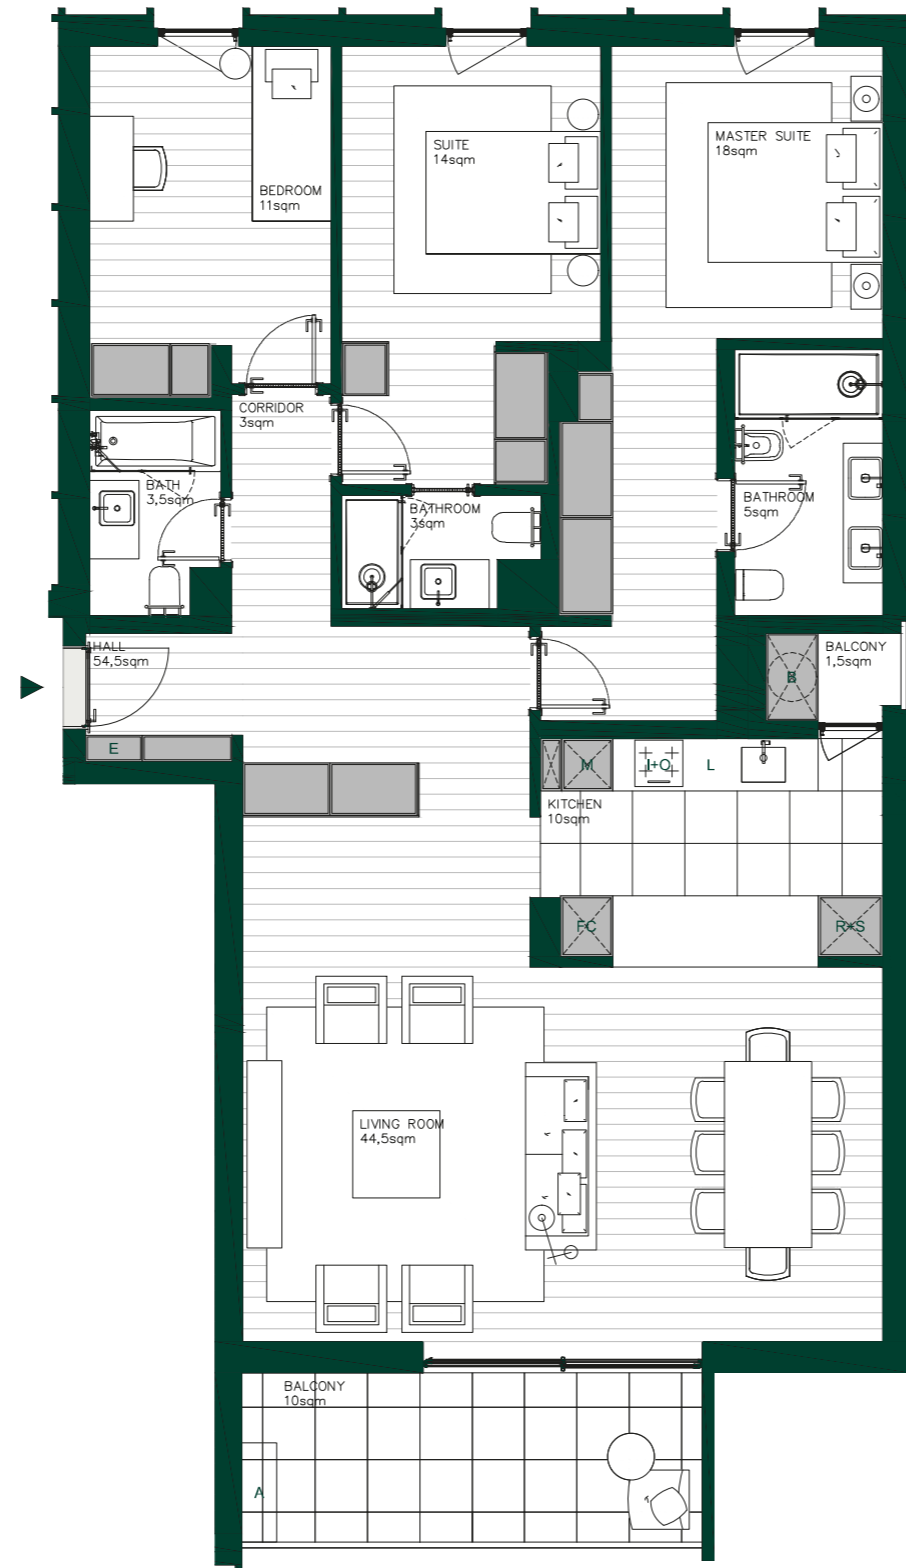 BEDROOM
11sqm
SUITE
14sqm
MASTER SUITE
18sqm
CORRIDOR
3sqm
BATH
3,5sqm
BATHROOM
3sqm
BATHROOM
5sqm
HALL
54,5sqm
BALCONY
1,5sqm
B
E
M
I+O
L
KITCHEN
10sqm
FC
R+S
LIVING ROOM
44,5sqm
BALCONY
10sqm
A